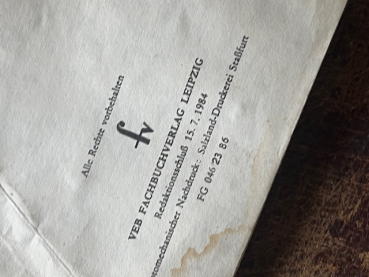 Alle Rechte vorbehalten
fv
VEB FACHBUCHVERLAG LEIPZIG
Redaktionsschluß 15. 7. 1984
omechanischer Nachdruck: Salzland-Druckerei Staßfurt
FG 046 23 86